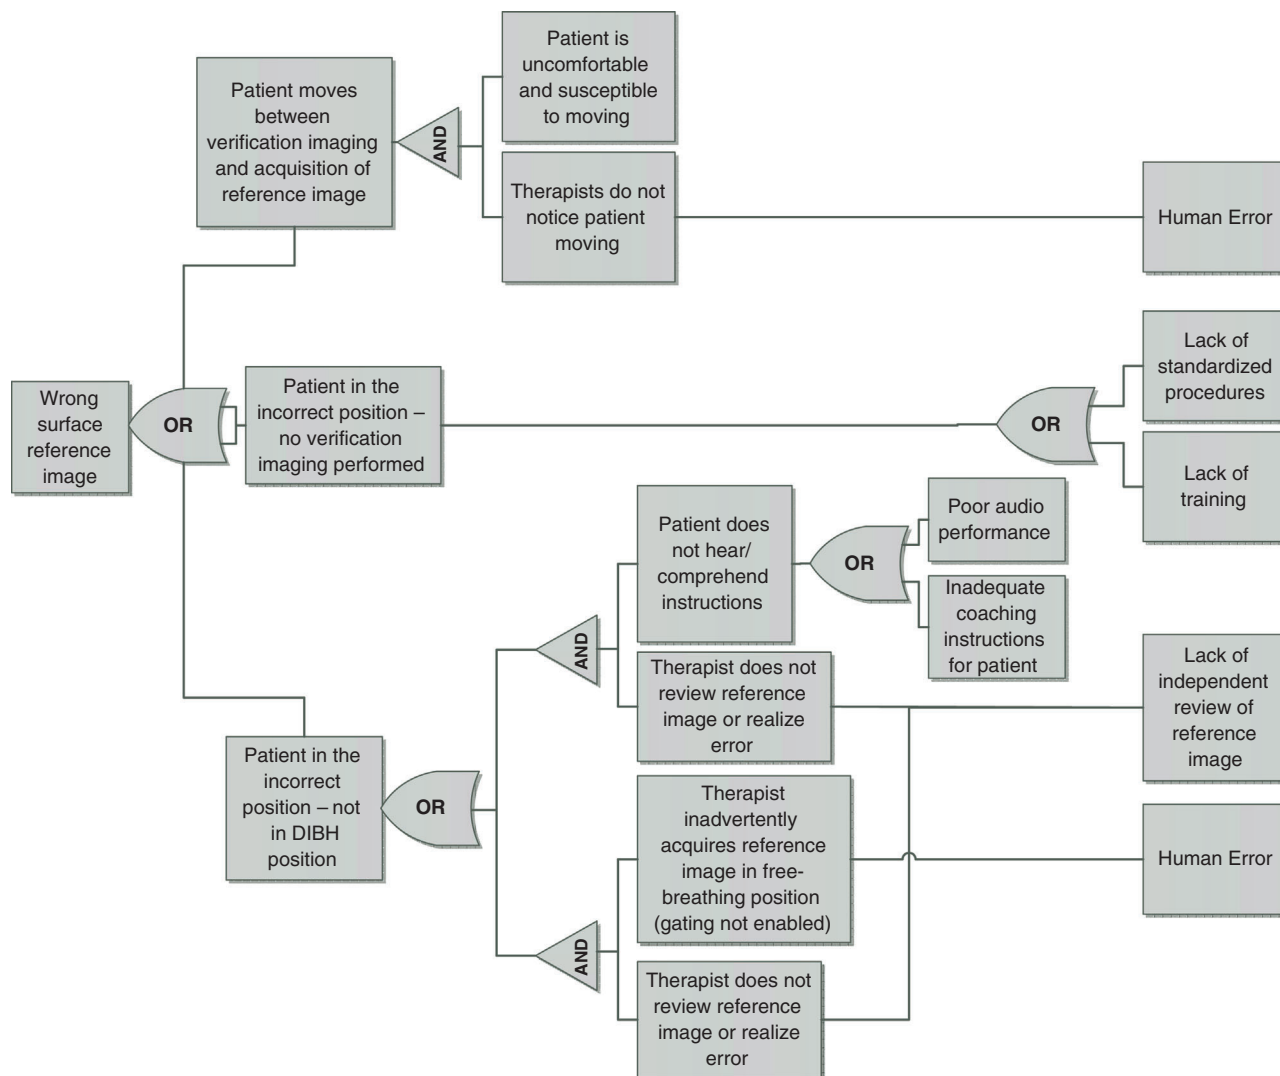 Patient is
uncomfortable
and susceptible
to moving
Patient moves
between
verification imaging
and acquisition of
reference image
AND
Therapists do not
notice patient
moving
Human Error
Lack of
standardized
procedures
Wrong
surface
reference
image
OR
Patient in the
incorrect position –
no verification
imaging performed
OR
Lack of
training
Patient does
not hear/
comprehend
instructions
OR
Poor audio
performance
Inadequate
coaching
instructions
for patient
AND
Therapist does not
review reference
image or realize
error
Lack of
independent
review of
reference
image
Patient in the
incorrect
position – not
in DIBH
position
OR
Therapist
inadvertently
acquires reference
image in free-
breathing position
(gating not enabled)
Human Error
AND
Therapist does not
review reference
image or realize
error